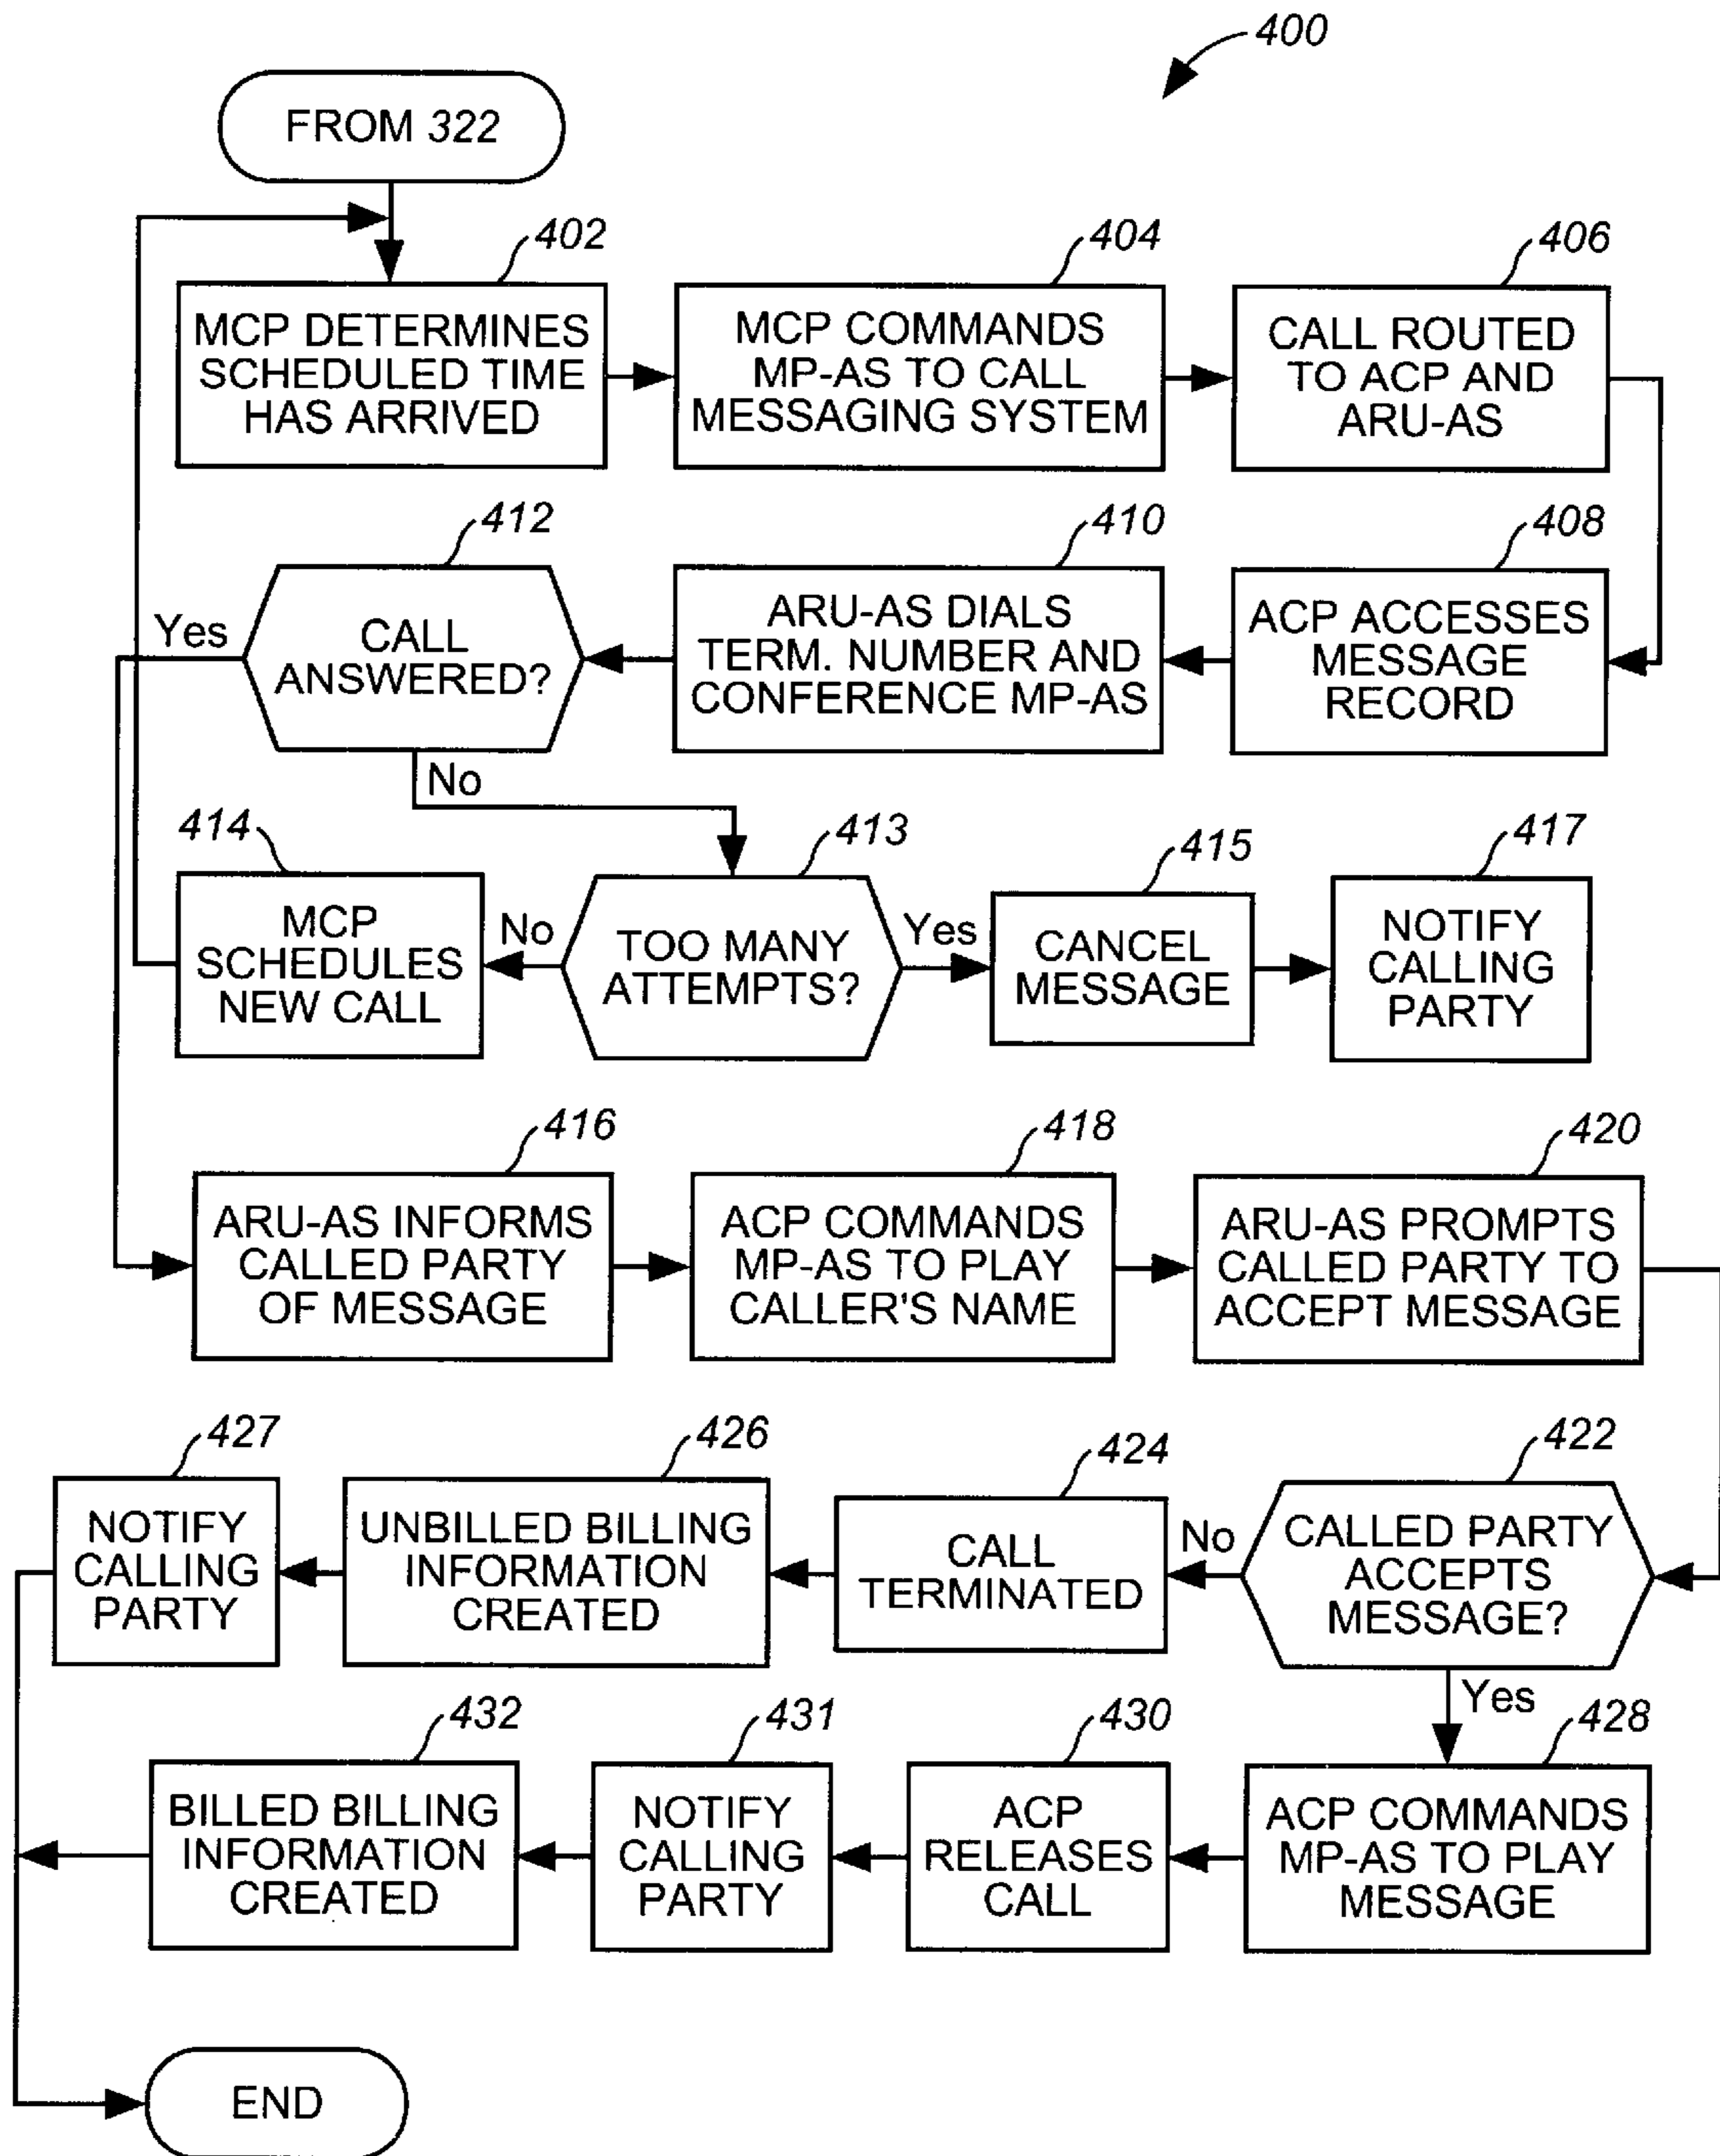 400
FROM 322
402
MCP DETERMINES
SCHEDULED TIME
HAS ARRIVED
404
MCP COMMANDS
MP-AS TO CALL
MESSAGING SYSTEM
406
CALL ROUTED
TO ACP AND
ARU-AS
408
ACP ACCESSES
MESSAGE
RECORD
410
ARU-AS DIALS
TERM. NUMBER AND
CONFERENCE MP-AS
412
CALL
ANSWERED?
Yes
No
413
TOO MANY
ATTEMPTS?
No
414
MCP
SCHEDULES
NEW CALL
Yes
415
CANCEL
MESSAGE
417
NOTIFY
CALLING
PARTY
416
ARU-AS INFORMS
CALLED PARTY
OF MESSAGE
418
ACP COMMANDS
MP-AS TO PLAY
CALLER'S NAME
420
ARU-AS PROMPTS
CALLED PARTY TO
ACCEPT MESSAGE
422
CALLED PARTY
ACCEPTS
MESSAGE?
No
424
CALL
TERMINATED
426
UNBILLED BILLING
INFORMATION
CREATED
427
NOTIFY
CALLING
PARTY
Yes
428
ACP COMMANDS
MP-AS TO PLAY
MESSAGE
430
ACP
RELEASES
CALL
431
NOTIFY
CALLING
PARTY
432
BILLED BILLING
INFORMATION
CREATED
END